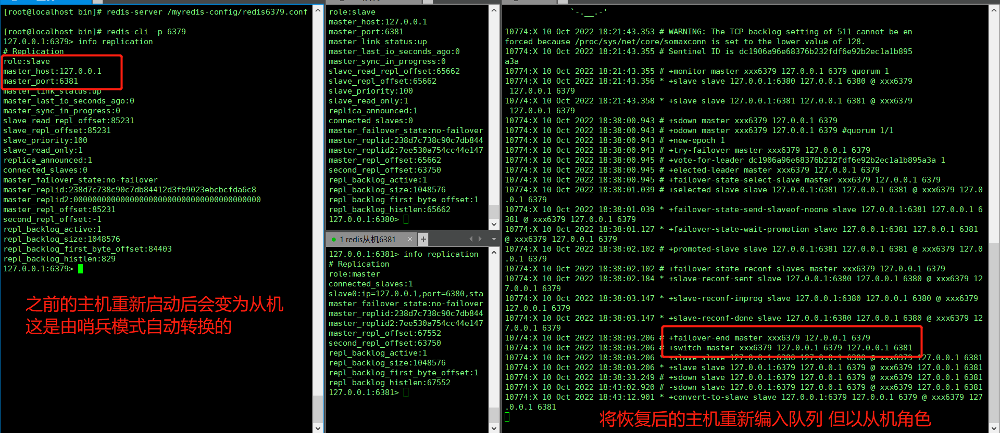 [root@localhost bin]# redis-server /myredis-config/redis6379.conf
[root@localhost bin]# redis-cli -p 6379
127.0.0.1:6379> info replication
# Replication
role:slave
master_host:127.0.0.1
master_port:6381
master_link_status:up
master_last_io_seconds_ago:0
master_sync_in_progress:0
slave_read_repl_offset:85231
slave_repl_offset:85231
slave_priority:100
slave_read_only:1
replica_announced:1
connected_slaves:0
master_failover_state:no-failover
master_replid:238d7c738c90c7db84412d3fb9023ebcbcfda6c8
master_replid2:0000000000000000000000000000000000000000
master_repl_offset:85231
second_repl_offset:-1
repl_backlog_active:1
repl_backlog_size:1048576
repl_backlog_first_byte_offset:84403
repl_backlog_histlen:829
127.0.0.1:6379>
之前的主机重新启动后会变为从机
这是由哨兵模式自动转换的
role:slave
master_host:127.0.0.1
master_port:6381
master_link_status:up
master_last_io_seconds_ago:0
master_sync_in_progress:0
slave_read_repl_offset:65662
slave_repl_offset:65662
slave_priority:100
slave_read_only:1
replica_announced:1
connected_slaves:0
master_failover_state:no-failover
master_replid:238d7c738c90c7db844
master_replid2:7ee530a754cc44e147
master_repl_offset:65662
second_repl_offset:63750
repl_backlog_active:1
repl_backlog_size:1048576
repl_backlog_first_byte_offset:1
repl_backlog_histlen:65662
127.0.0.1:6380>
1 redis从机6381 × +
127.0.0.1:6381> info replication
# Replication
role:master
connected_slaves:1
slave0:ip=127.0.0.1,port=6380,sta
master_failover_state:no-failover
master_replid:238d7c738c90c7db844
master_replid2:7ee530a754cc44e147
master_repl_offset:67552
second_repl_offset:63750
repl_backlog_active:1
repl_backlog_size:1048576
repl_backlog_first_byte_offset:1
repl_backlog_histlen:67552
127.0.0.1:6381>
`-.__.-'
10774:X 10 Oct 2022 18:21:43.353 # WARNING: The TCP backlog setting of 511 cannot be en
forced because /proc/sys/net/core/somaxconn is set to the lower value of 128.
10774:X 10 Oct 2022 18:21:43.355 # Sentinel ID is dc1906a96e68376b232fdf6e92b2ec1a1b895
a3a
10774:X 10 Oct 2022 18:21:43.355 # +monitor master xxx6379 127.0.0.1 6379 quorum 1
10774:X 10 Oct 2022 18:21:43.356 * +slave slave 127.0.0.1:6380 127.0.0.1 6380 @ xxx6379
127.0.0.1 6379
10774:X 10 Oct 2022 18:21:43.358 * +slave slave 127.0.0.1:6381 127.0.0.1 6381 @ xxx6379
127.0.0.1 6379
10774:X 10 Oct 2022 18:38:00.943 # +sdown master xxx6379 127.0.0.1 6379
10774:X 10 Oct 2022 18:38:00.943 # +odown master xxx6379 127.0.0.1 6379 #quorum 1/1
10774:X 10 Oct 2022 18:38:00.943 # +new-epoch 1
10774:X 10 Oct 2022 18:38:00.943 # +try-failover master xxx6379 127.0.0.1 6379
10774:X 10 Oct 2022 18:38:00.945 # +vote-for-leader dc1906a96e68376b232fdf6e92b2ec1a1b895a3a 1
10774:X 10 Oct 2022 18:38:00.945 # +elected-leader master xxx6379 127.0.0.1 6379
10774:X 10 Oct 2022 18:38:00.945 # +failover-state-select-slave master xxx6379 127.0.0.1 6379
10774:X 10 Oct 2022 18:38:01.039 # +selected-slave slave 127.0.0.1:6381 127.0.0.1 6381 @ xxx6379 127.0
.0.1 6379
10774:X 10 Oct 2022 18:38:01.039 * +failover-state-send-slaveof-noone slave 127.0.0.1:6381 127.0.0.1 6
381 @ xxx6379 127.0.0.1 6379
10774:X 10 Oct 2022 18:38:01.127 * +failover-state-wait-promotion slave 127.0.0.1:6381 127.0.0.1 6381
@ xxx6379 127.0.0.1 6379
10774:X 10 Oct 2022 18:38:02.102 # +promoted-slave slave 127.0.0.1:6381 127.0.0.1 6381 @ xxx6379 127.0
.0.1 6379
10774:X 10 Oct 2022 18:38:02.102 # +failover-state-reconf-slaves master xxx6379 127.0.0.1 6379
10774:X 10 Oct 2022 18:38:02.184 * +slave-reconf-sent slave 127.0.0.1:6380 127.0.0.1 6380 @ xxx6379 12
7.0.0.1 6379
10774:X 10 Oct 2022 18:38:03.147 * +slave-reconf-inprog slave 127.0.0.1:6380 127.0.0.1 6380 @ xxx6379
127.0.0.1 6379
10774:X 10 Oct 2022 18:38:03.147 * +slave-reconf-done slave 127.0.0.1:6380 127.0.0.1 6380 @ xxx6379 12
7.0.0.1 6379
10774:X 10 Oct 2022 18:38:03.206 # +failover-end master xxx6379 127.0.0.1 6379
10774:X 10 Oct 2022 18:38:03.206 # +switch-master xxx6379 127.0.0.1 6379 127.0.0.1 6381
10774:X 10 Oct 2022 18:38:03.206 * +slave slave 127.0.0.1:6380 127.0.0.1 6380 @ xxx6379 127.0.0.1 6381
10774:X 10 Oct 2022 18:38:03.206 * +slave slave 127.0.0.1:6379 127.0.0.1 6379 @ xxx6379 127.0.0.1 6381
10774:X 10 Oct 2022 18:38:33.249 # +sdown slave 127.0.0.1:6379 127.0.0.1 6379 @ xxx6379 127.0.0.1 6381
10774:X 10 Oct 2022 18:43:02.920 # -sdown slave 127.0.0.1:6379 127.0.0.1 6379 @ xxx6379 127.0.0.1 6381
10774:X 10 Oct 2022 18:43:12.901 * +convert-to-slave slave 127.0.0.1:6379 127.0.0.1 6379 @ xxx6379 127
.0.0.1 6381
将恢复后的主机重新编入队列 但以从机角色